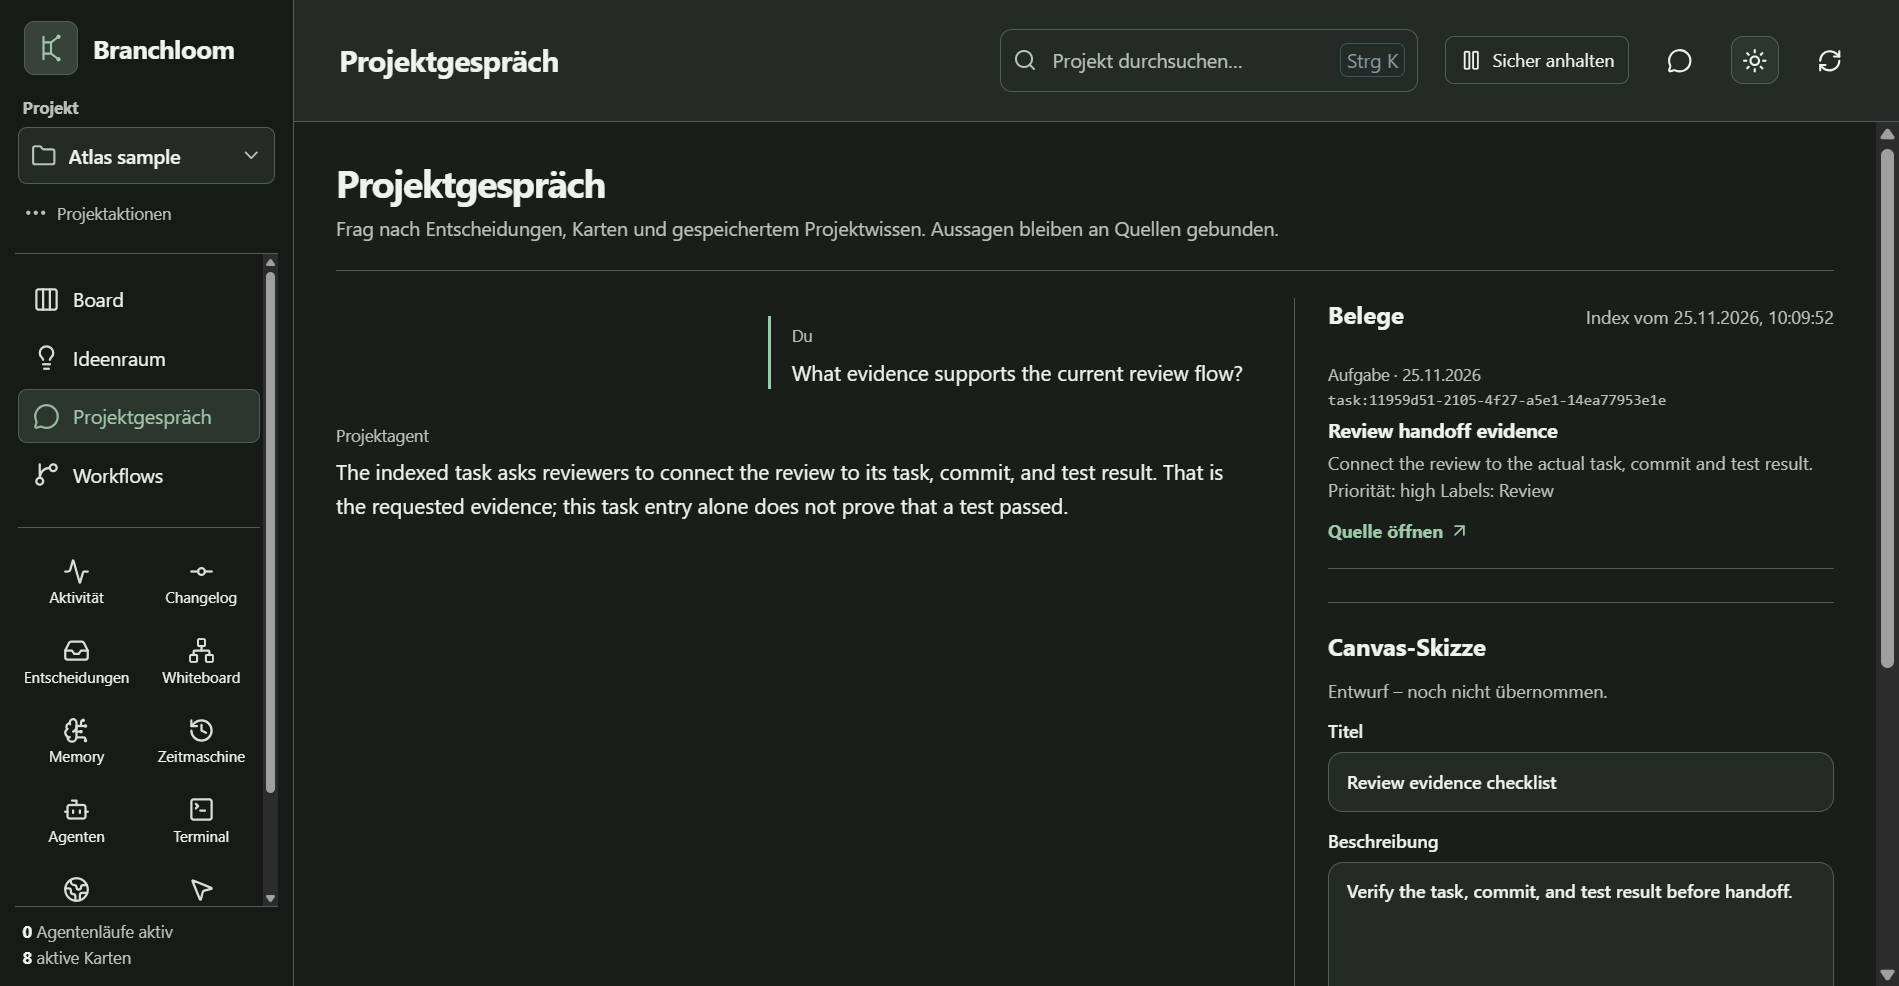 Branchloom
Projekt
Atlas sample
Projektaktionen
Board
Ideenraum
Projektgespräch
Workflows
Aktivität
Changelog
Entscheidungen
Whiteboard
Memory
Zeitmaschine
Agenten
Terminal
0 Agentenläufe aktiv
8 aktive Karten
Projektgespräch
Projekt durchsuchen...
Strg K
Sicher anhalten
Projektgespräch
Frag nach Entscheidungen, Karten und gespeichertem Projektwissen. Aussagen bleiben an Quellen gebunden.
Du
What evidence supports the current review flow?
Projektagent
The indexed task asks reviewers to connect the review to its task, commit, and test result. That is
the requested evidence; this task entry alone does not prove that a test passed.
Belege
Index vom 25.11.2026, 10:09:52
Aufgabe · 25.11.2026
task:11959d51-2105-4f27-a5e1-14ea77953e1e
Review handoff evidence
Connect the review to the actual task, commit and test result.
Priorität: high Labels: Review
Quelle öffnen
Canvas-Skizze
Entwurf – noch nicht übernommen.
Titel
Review evidence checklist
Beschreibung
Verify the task, commit, and test result before handoff.